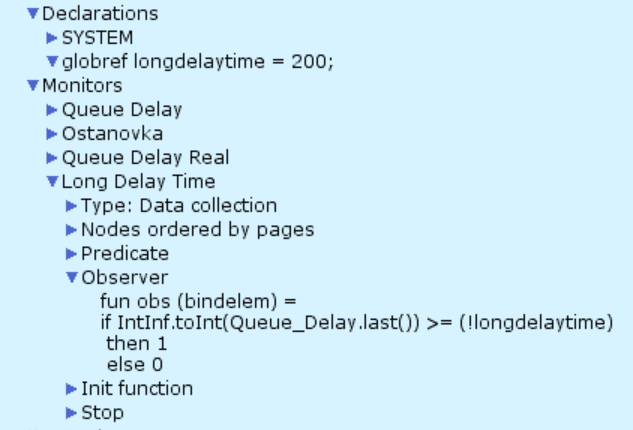 Declarations
SYSTEM
globref longdelaytime = 200;
Monitors
Queue Delay
Ostanovka
Queue Delay Real
Long Delay Time
Type: Data collection
Nodes ordered by pages
Predicate
Observer
fun obs (bindelem) =
if IntInf.toInt(Queue_Delay.last()) >= (!longdelaytime)
then 1
else 0
Init function
Stop